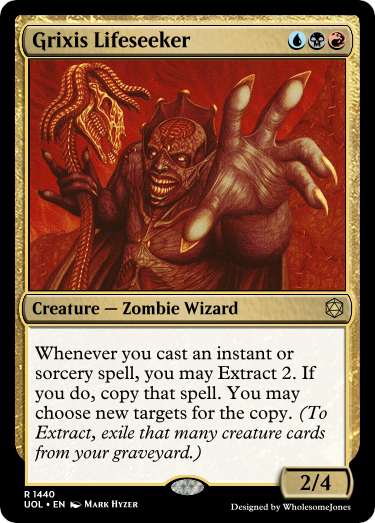 Grixis Lifeseeker
Creature — Zombie Wizard
Whenever you cast an instant or
sorcery spell, you may Extract 2. If
you do, copy that spell. You may
choose new targets for the copy. (To
Extract, exile that many creature cards
from your graveyard.)
2/4
R 1440
UOL • EN Mark Hyzer
Designed by WholesomeJones